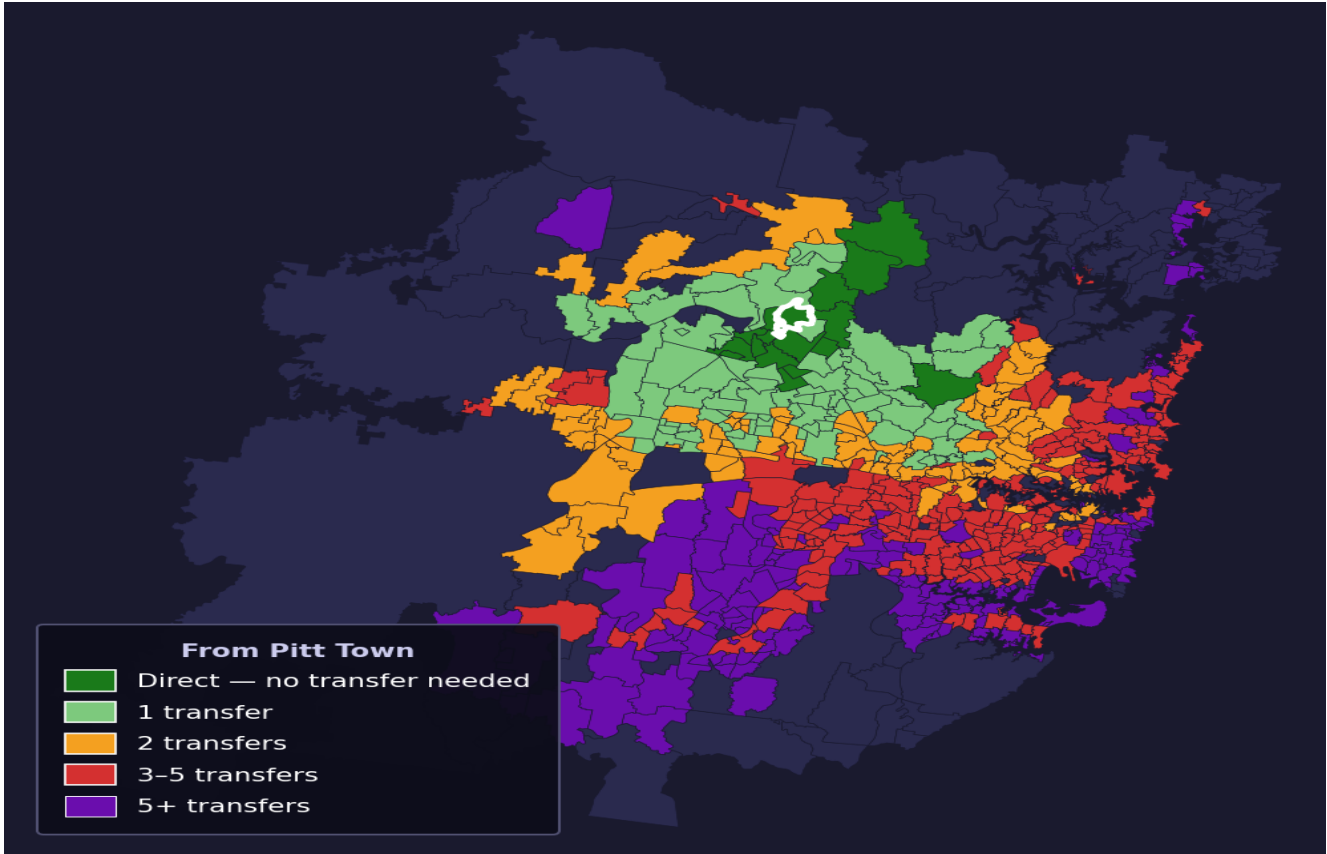 From Pitt Town
Direct — no transfer needed
1 transfer
2 transfers
3–5 transfers
5+ transfers